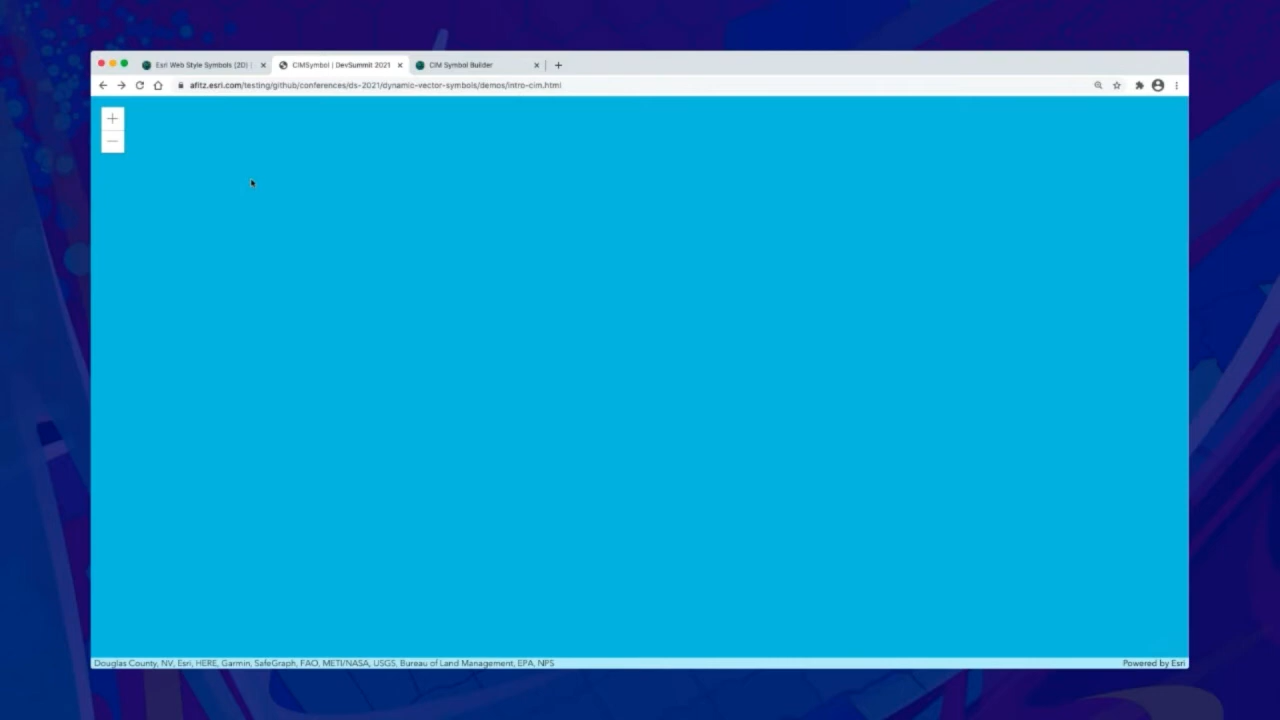 Esri Web Style Symbols (2D) |
CIMSymbol | DevSummit 2021
CIM Symbol Builder
afitz.esri.com/testing/github/conferences/ds-2021/dynamic-vector-symbols/demos/intro-cim.html
Douglas County, NV, Esri, HERE, Garmin, SafeGraph, FAO, METI/NASA, USGS, Bureau of Land Management, EPA, NPS
Powered by Esri